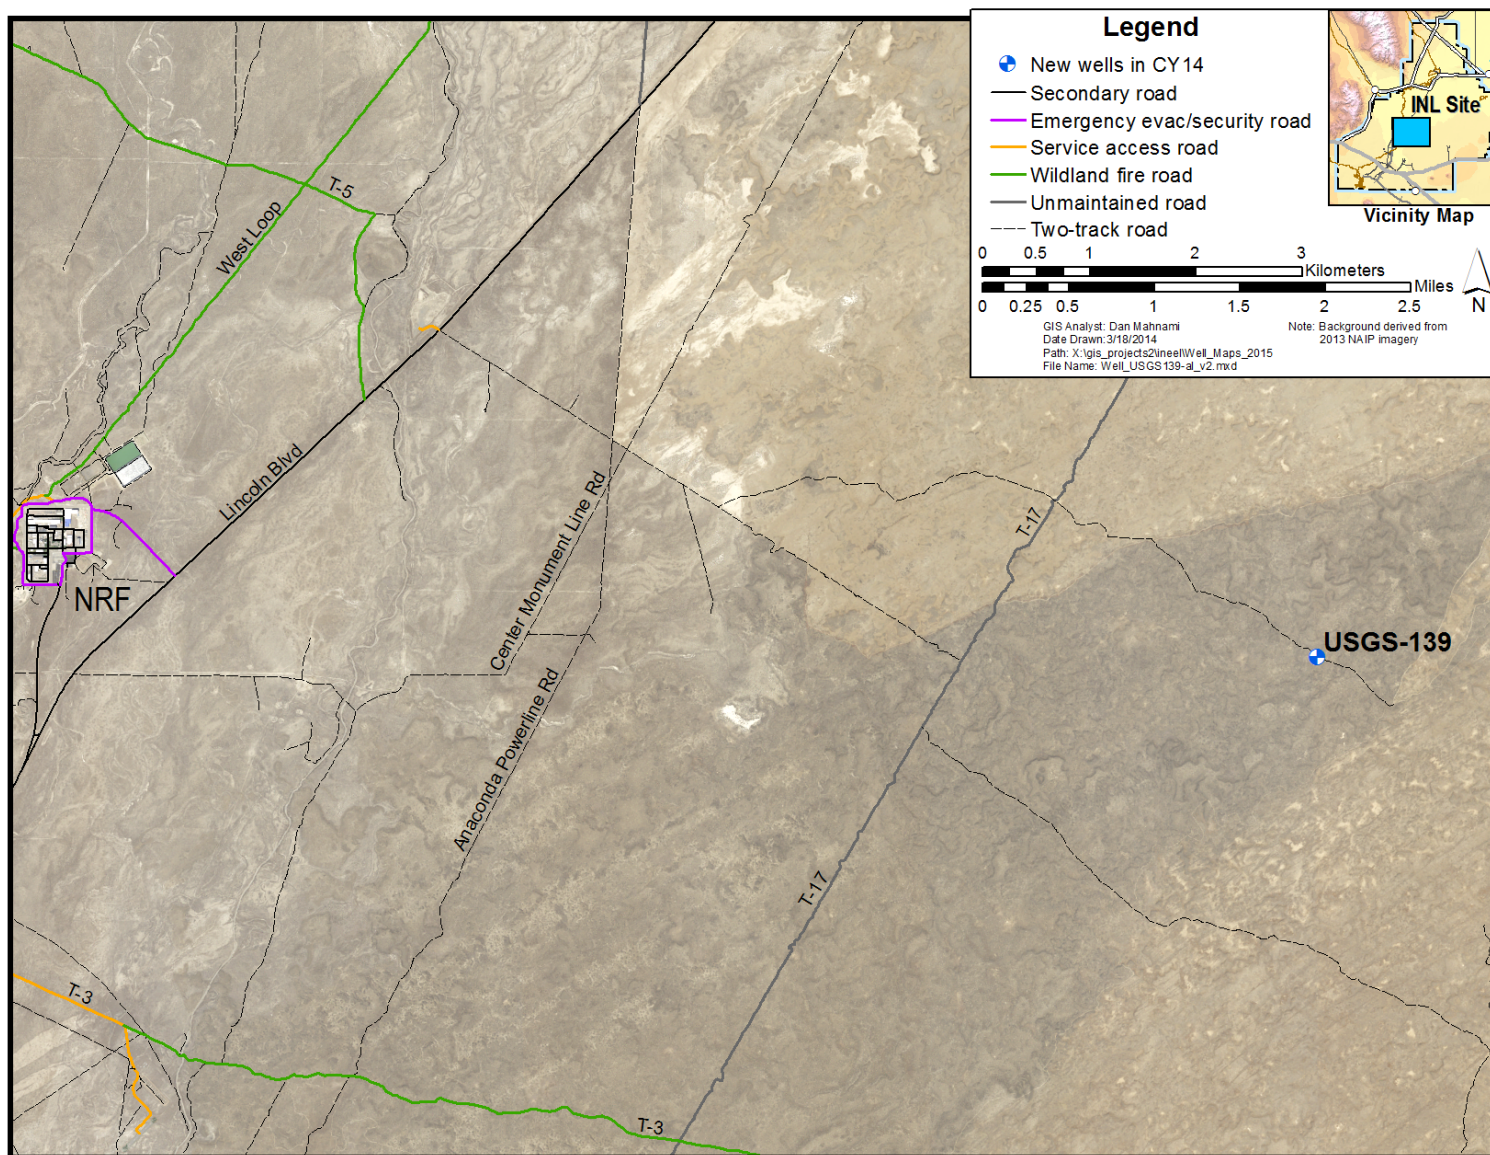 Legend
New wells in CY14
Secondary road
Emergency evac/security road
Service access road
Wildland fire road
Unmaintained road
Two-track road
INL Site
Vicinity Map
0 0.5 1 2 3
Kilometers
Miles
0 0.25 0.5 1 1.5 2 2.5
N
GIS Analyst: Dan Mahnami
Date Drawn:3/18/2014
Path: X:\gis_projects2\ineel\Well_Maps_2015
File Name: Well_USGS139-al_v2.mxd
Note: Background derived from
2013 NAIP imagery
T-5
West Loop
Lincoln Blvd
NRF
Center Monument Line Rd
T-17
USGS-139
Anaconda Powerline Rd
T-17
T-3
T-3